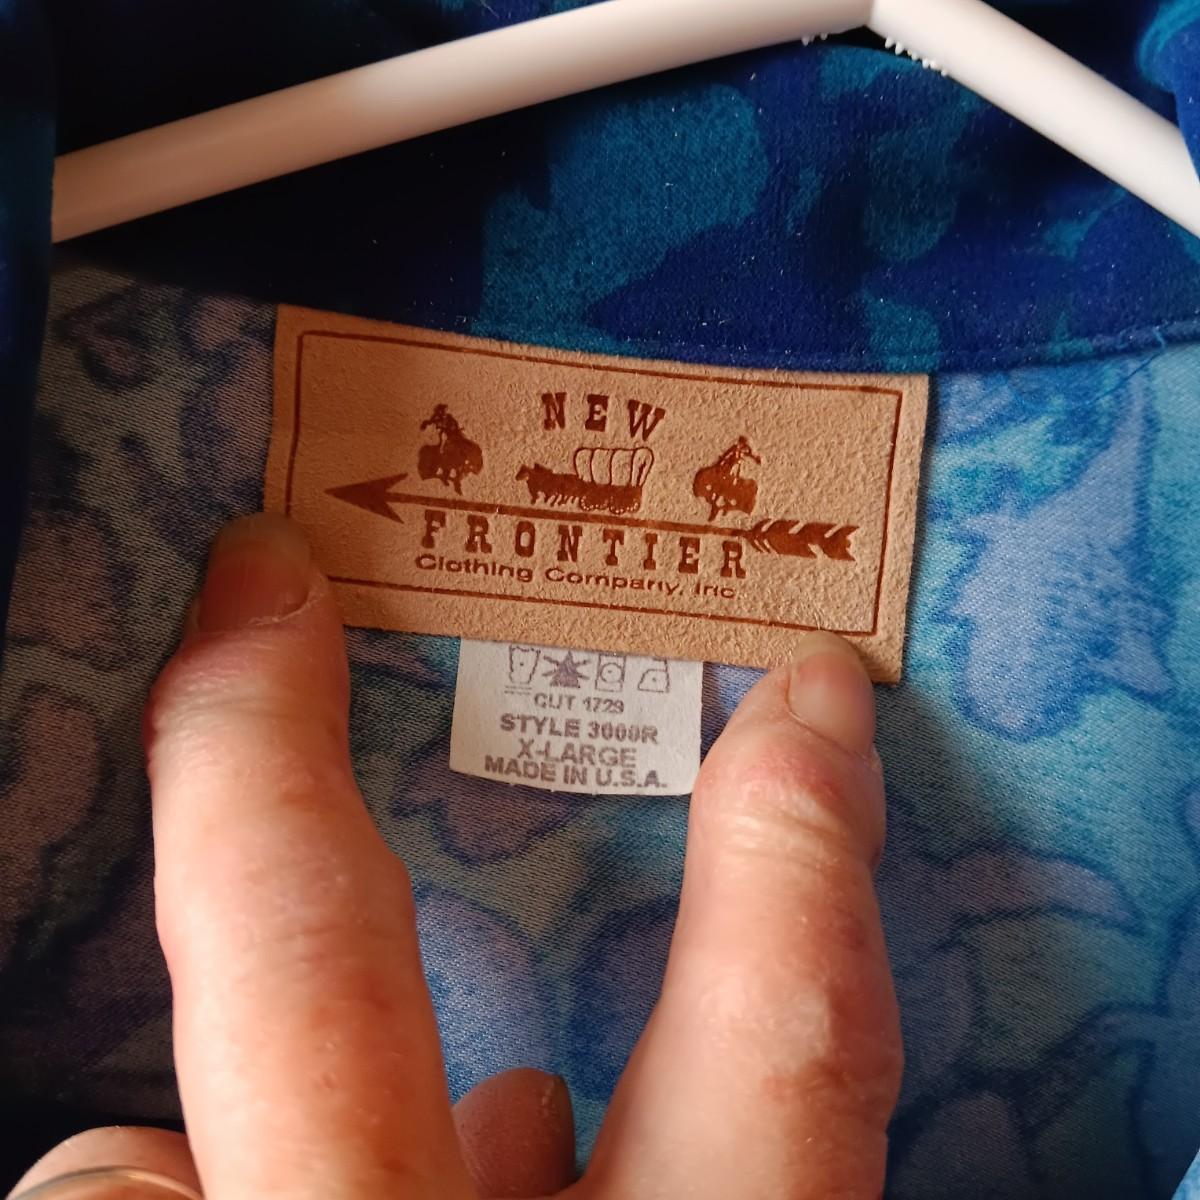 NEW
FRONTIER
Clothing Company, Inc.
CUT 1729
STYLE 3000R
X-LARGE
MADE IN U.S.A.